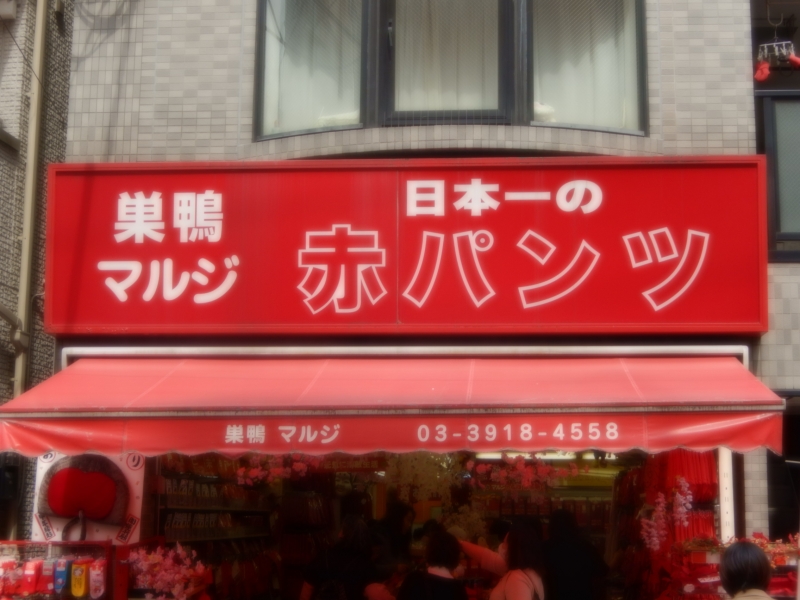 巣鴨
マルジ
日本一の
赤パンツ
巣鴨 マルジ 03-3918-4558